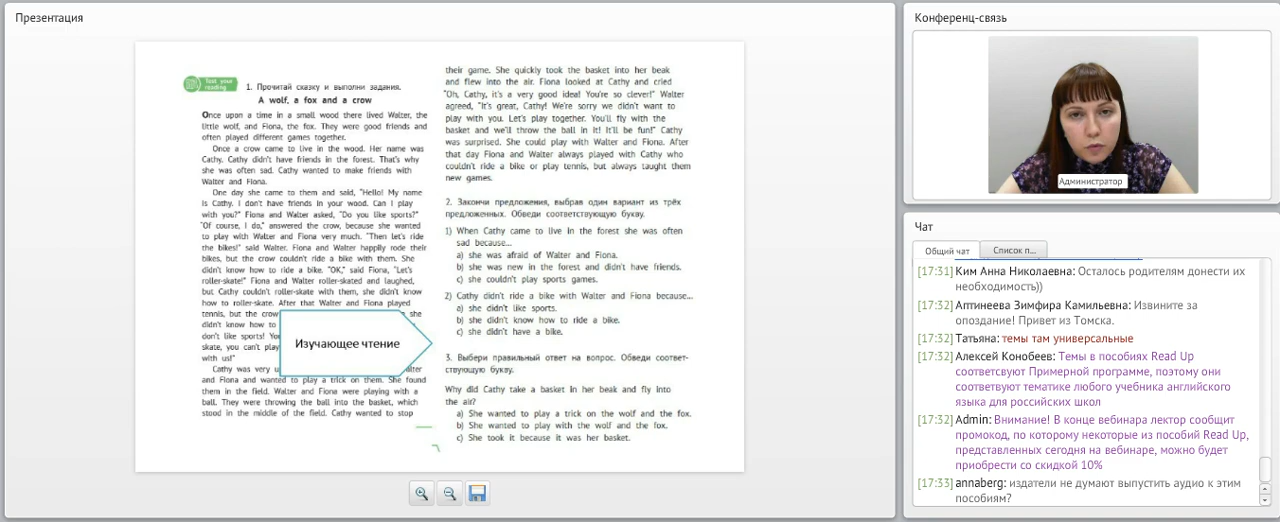 Презентация
Test your
reading
1. Прочитай сказку и выполни задания.
A wolf, a fox and a crow
Once upon a time in a small wood there lived Walter, the
little wolf, and Fiona, the fox. They were good friends and
often played different games together.
Once a crow came to live in the wood. Her name was
Cathy. Cathy didn't have friends in the forest. That's why
she was often sad. Cathy wanted to make friends with
Walter and Fiona.
One day she came to them and said, "Hello! My name
is Cathy. I don't have friends in your wood. Can I play
with you?" Fiona and Walter asked, "Do you like sports?"
"Of course, I do," answered the crow, because she wanted
to play with Walter and Fiona very much. "Then let's ride
the bikes!" said Walter. Fiona and Walter happily rode their
bikes, but the crow couldn't ride a bike with them. She
didn't know how to ride a bike. "OK," said Fiona, "Let's
roller-skate!" Fiona and Walter roller-skated and laughed,
but Cathy couldn't roller-skate with them, she didn't know
how to roller-skate. After that Walter and Fiona played
tennis, but the crow she
didn't know how to
don't like sports! You
skate, you can't play
with us!"
Cathy was very
and Fiona and wanted to play a trick on them. She found
them in the field. Walter and Fiona were playing with a
ball. They were throwing the ball into the basket, which
stood in the middle of the field. Cathy wanted to stop
Изучающее чтение
their game. She quickly took the basket into her beak
and flew into the air. Fiona looked at Cathy and cried
"Oh, Cathy, it's a very good idea! You're so clever!" Walter
agreed, "It's great, Cathy! We're sorry we didn't want to
play with you. Let's play together. You'll fly with the
basket and we'll throw the ball in it! It'll be fun!" Cathy
was surprised. She could play with Walter and Fiona. After
that day Fiona and Walter always played with Cathy who
couldn't ride a bike or play tennis, but always taught them
new games.
2. Закончи предложения, выбрав один вариант из трёх
предложенных. Обведи соответствующую букву.
1) When Cathy came to live in the forest she was often
sad because...
a) she was afraid of Walter and Fiona.
b) she was new in the forest and didn't have friends.
c) she couldn't play sports games.
2) Cathy didn't ride a bike with Walter and Fiona because...
a) she didn't like sports.
b) she didn't know how to ride a bike.
c) she didn't have a bike.
3. Выбери правильный ответ на вопрос. Обведи соответ-
ствующую букву.
Why did Cathy take a basket in her beak and fly into
the air?
a) She wanted to play a trick on the wolf and the fox.
b) She wanted to play with the wolf and the fox.
c) She took it because it was her basket.
Конференц-связь
Администратор
Чат
Общий чат
Список п...
[17:31] Ким Анна Николаевна: Осталось родителям донести их
необходимость))
[17:32] Аптинеева Зимфира Камильевна: Извините за
опоздание! Привет из Томска.
[17:32] Татьяна: темы там универсальные
[17:32] Алексей Конобеев: Темы в пособиях Read Up
соответсвуют Примерной программе, поэтому они
соответвуют тематике любого учебника английского
языка для российских школ
[17:32] Admin: Внимание! В конце вебинара лектор сообщит
промокод, по которому некоторые из пособий Read Up,
представленных сегодня на вебинаре, можно будет
приобрести со скидкой 10%
[17:33] annaberg: издатели не думают выпустить аудио к этим
пособиям?